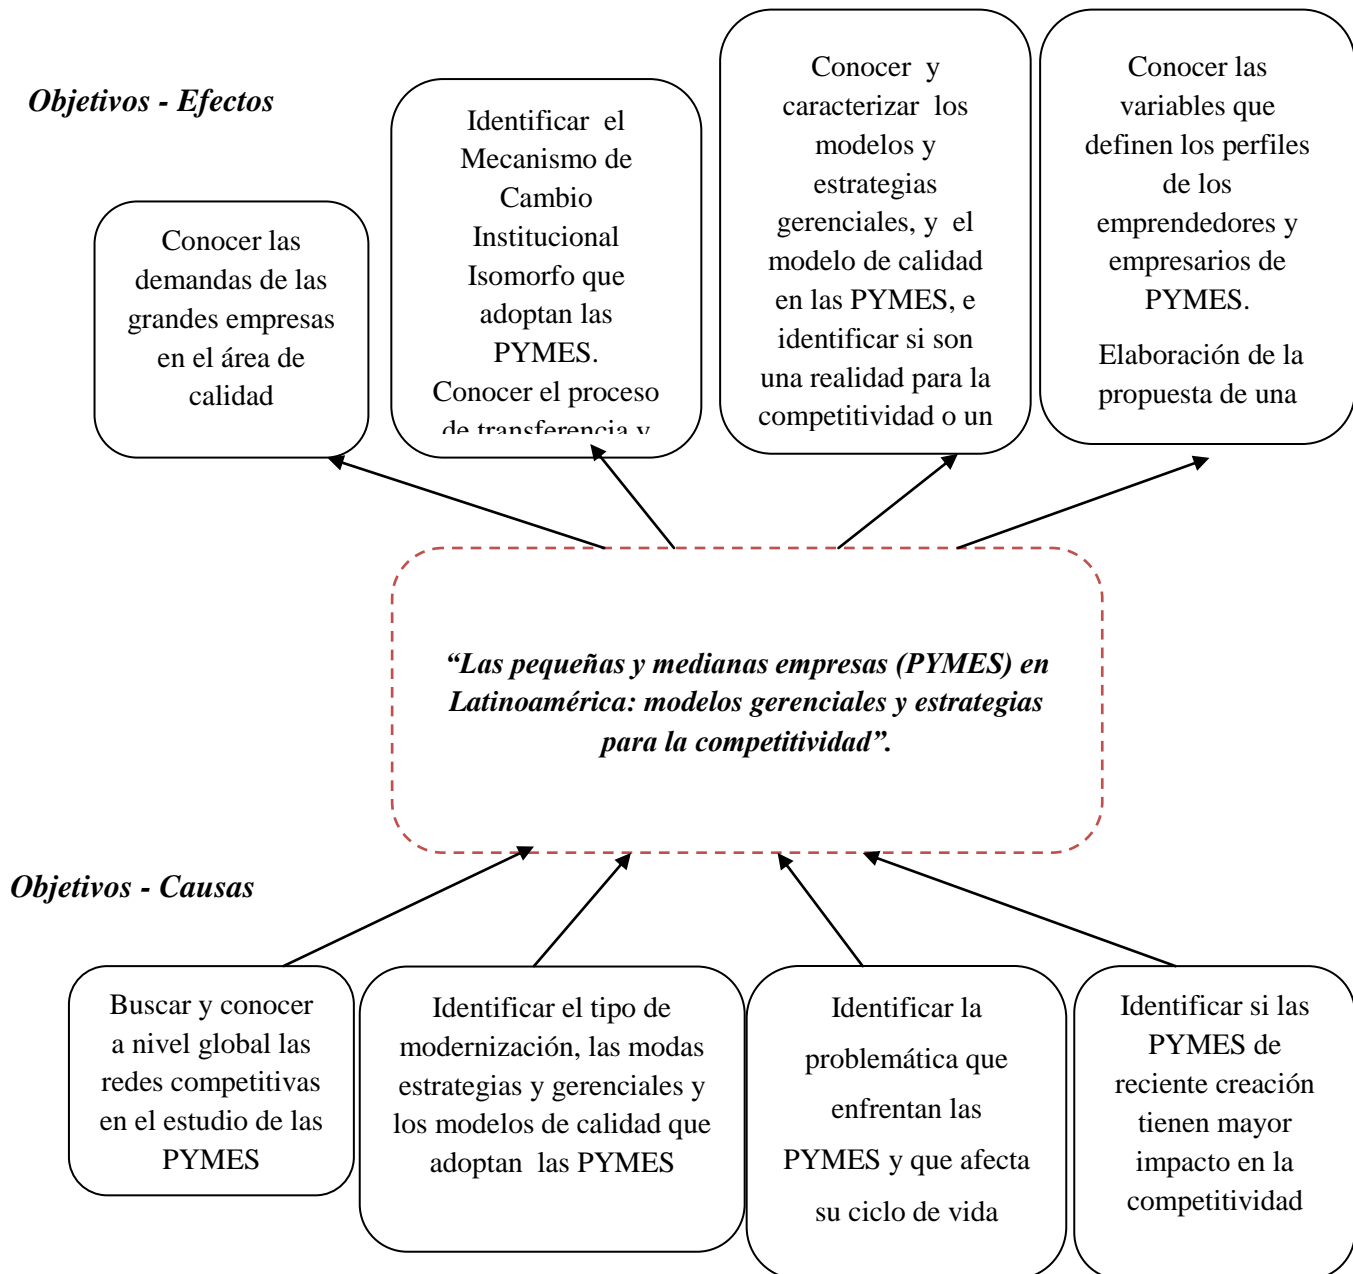 Objetivos - Efectos
Conocer las
demandas de las
grandes empresas
en el área de
calidad
Identificar el
Mecanismo de
Cambio
Institucional
Isomorfo que
adoptan las
PYMES.
Conocer el proceso
de transferencia y
Conocer y
caracterizar los
modelos y
estrategias
gerenciales, y el
modelo de calidad
en las PYMES, e
identificar si son
una realidad para la
competitividad o un
Conocer las
variables que
definen los perfiles
de los
emprendedores y
empresarios de
PYMES.
Elaboración de la
propuesta de una
“Las pequeñas y medianas empresas (PYMES) en
Latinoamérica: modelos gerenciales y estrategias
para la competitividad”.
Objetivos - Causas
Buscar y conocer
a nivel global las
redes competitivas
en el estudio de las
PYMES
Identificar el tipo de
modernización, las modas
estrategias y gerenciales y
los modelos de calidad que
adoptan las PYMES
Identificar la
problemática que
enfrentan las
PYMES y que afecta
su ciclo de vida
Identificar si las
PYMES de
reciente creación
tienen mayor
impacto en la
competitividad